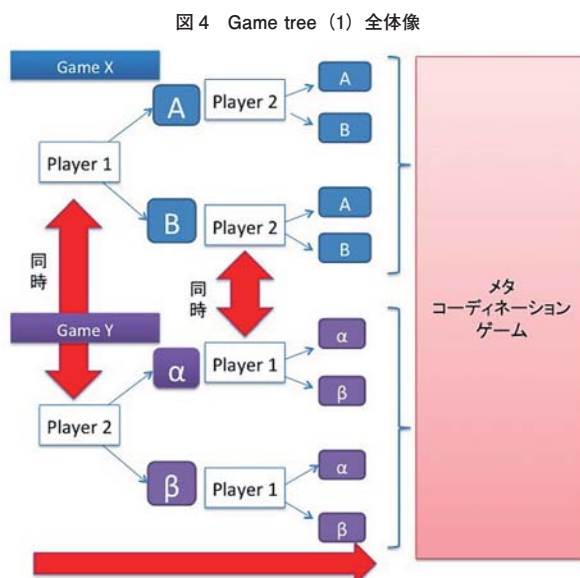 図4 Game tree（1）全体像
Game X
A
Player 2
A
B
Player 1
B
Player 2
A
B
同時
同時
Game Y
α
Player 1
α
β
Player 2
β
Player 1
α
β
メタ
コーディネーション
ゲーム